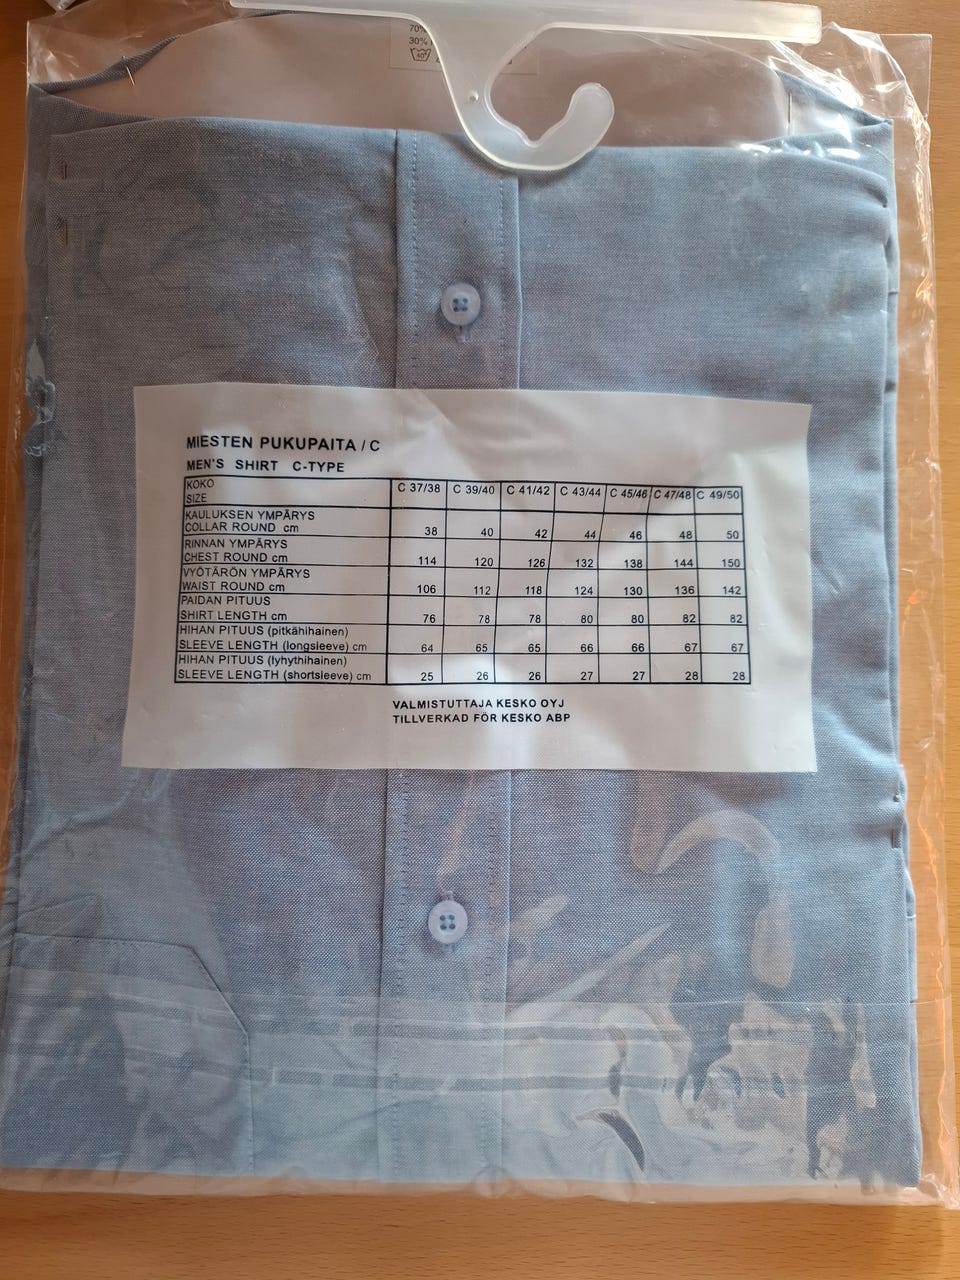 70%
30%
40°
MIESTEN PUKUPAITA / C
MEN'S SHIRT C-TYPE
KOKO
SIZE C 37/38 C 39/40 C 41/42 C 43/44 C 45/46 C 47/48 C 49/50
KAULUKSEN YMPÄRYS
COLLAR ROUND cm 38 40 42 44 46 48 50
RINNAN YMPÄRYS
CHEST ROUND cm 114 120 126 132 138 144 150
VYÖTÄRÖN YMPÄRYS
WAIST ROUND cm 106 112 118 124 130 136 142
PAIDAN PITUUS
SHIRT LENGTH cm 76 78 78 80 80 82 82
HIHAN PITUUS (pitkähihainen)
SLEEVE LENGTH (longsleeve) cm 64 65 65 66 66 67 67
HIHAN PITUUS (lyhythihainen)
SLEEVE LENGTH (shortsleeve) cm 25 26 26 27 27 28 28
VALMISTUTTAJA KESKO OYJ
TILLVERKAD FÖR KESKO ABP